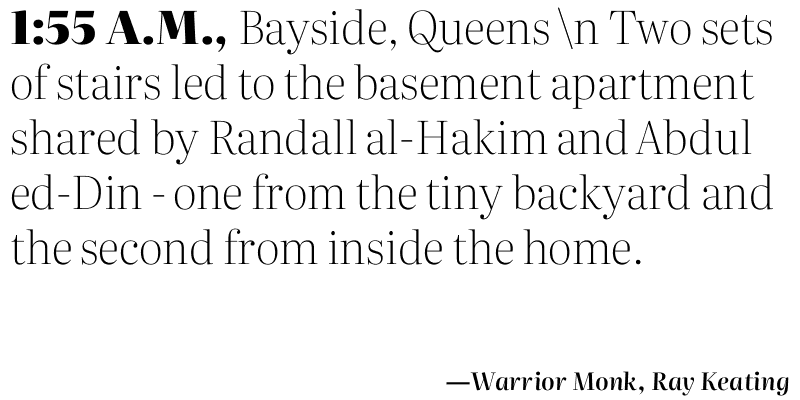 1:55 A.M., Bayside, Queens \n Two sets
of stairs led to the basement apartment
shared by Randall al-Hakim and Abdul
ed-Din - one from the tiny backyard and
the second from inside the home.
—Warrior Monk, Ray Keating